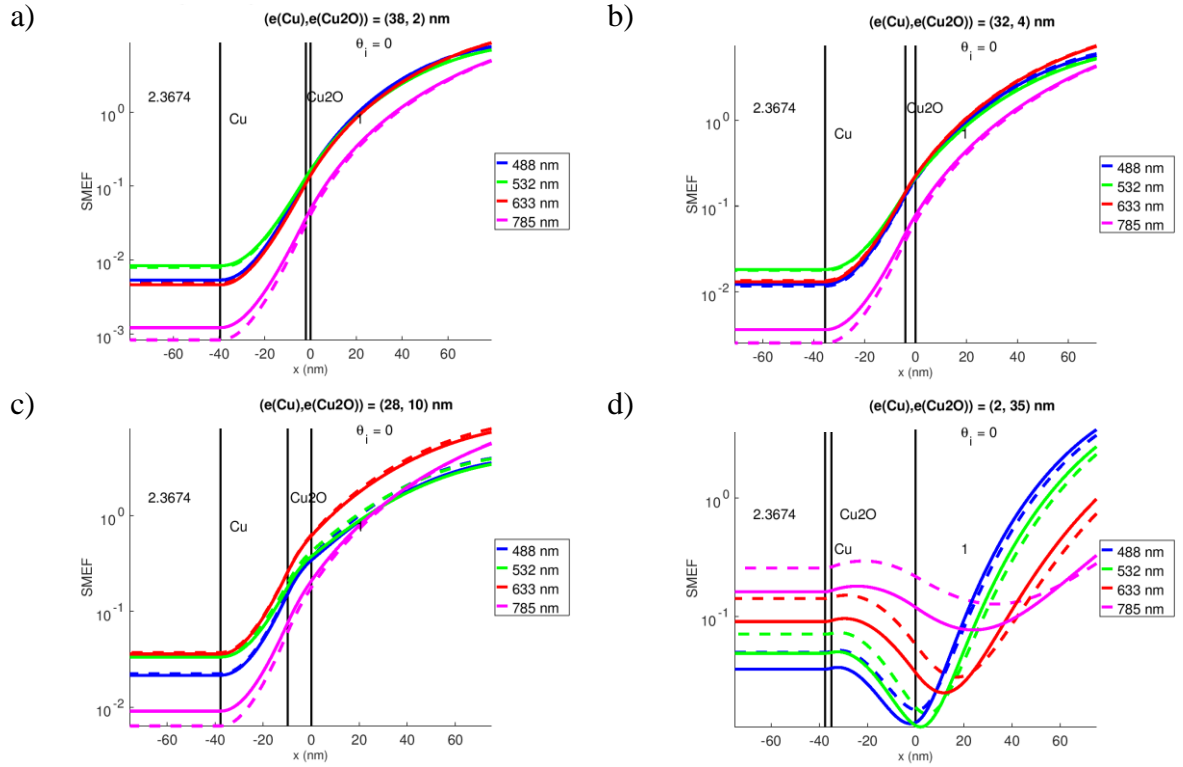 a)
(e(Cu),e(Cu2O)) = (38, 2) nm
θi = 0
2.3674
Cu
Cu2O
1
SMEF
10^0
10^-1
10^-2
10^-3
-60 -40 -20 0 20 40 60
x (nm)
488 nm
532 nm
633 nm
785 nm
b)
(e(Cu),e(Cu2O)) = (32, 4) nm
θi = 0
2.3674
Cu2O
Cu
1
SMEF
10^0
10^-1
10^-2
-60 -40 -20 0 20 40 60
x (nm)
488 nm
532 nm
633 nm
785 nm
c)
(e(Cu),e(Cu2O)) = (28, 10) nm
θi = 0
2.3674
Cu2O
Cu
1
SMEF
10^0
10^-1
10^-2
-60 -40 -20 0 20 40 60
x (nm)
488 nm
532 nm
633 nm
785 nm
d)
(e(Cu),e(Cu2O)) = (2, 35) nm
θi = 0
2.3674
Cu2O
Cu
1
SMEF
10^0
10^-1
-60 -40 -20 0 20 40 60
x (nm)
488 nm
532 nm
633 nm
785 nm